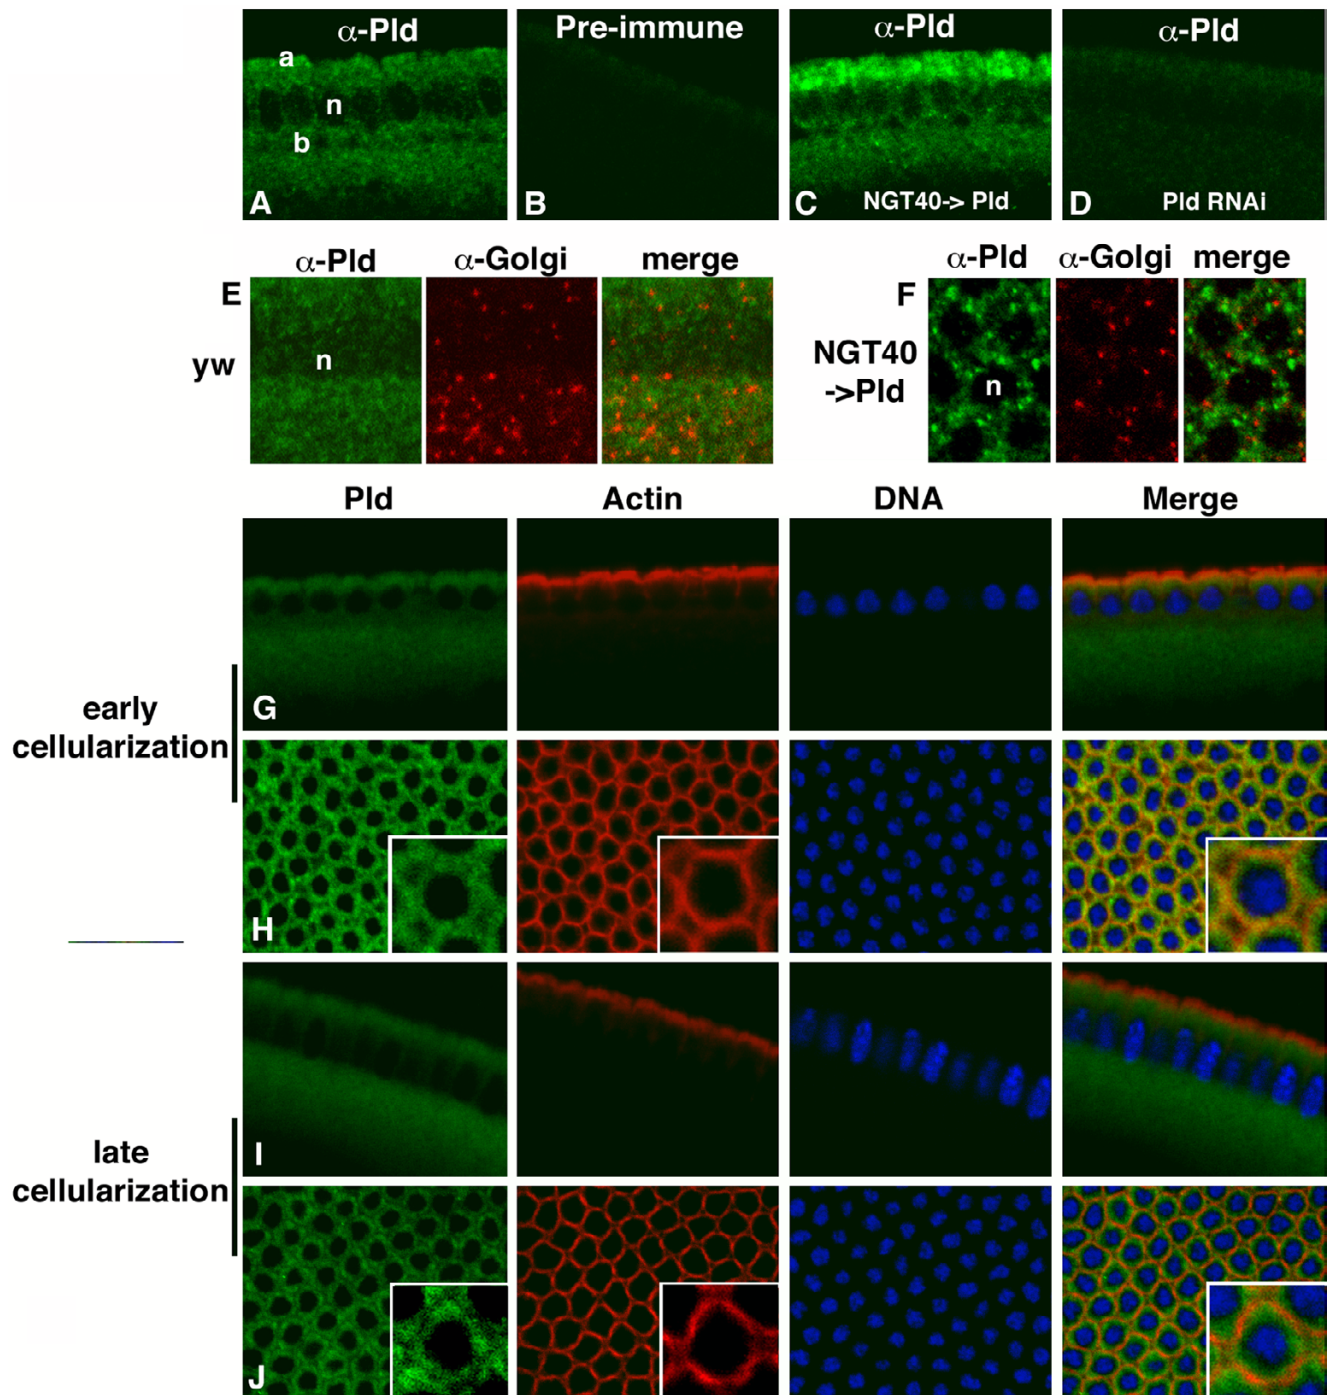 α-Pld
Pre-immune
α-Pld
α-Pld
a
n
b
A
B
C
NGT40-> Pld
D
Pld RNAi
α-Pld
α-Golgi
merge
E
yw
n
α-Pld
α-Golgi
merge
F
NGT40
->Pld
n
Pld
Actin
DNA
Merge
early
cellularization
G
H
late
cellularization
I
J